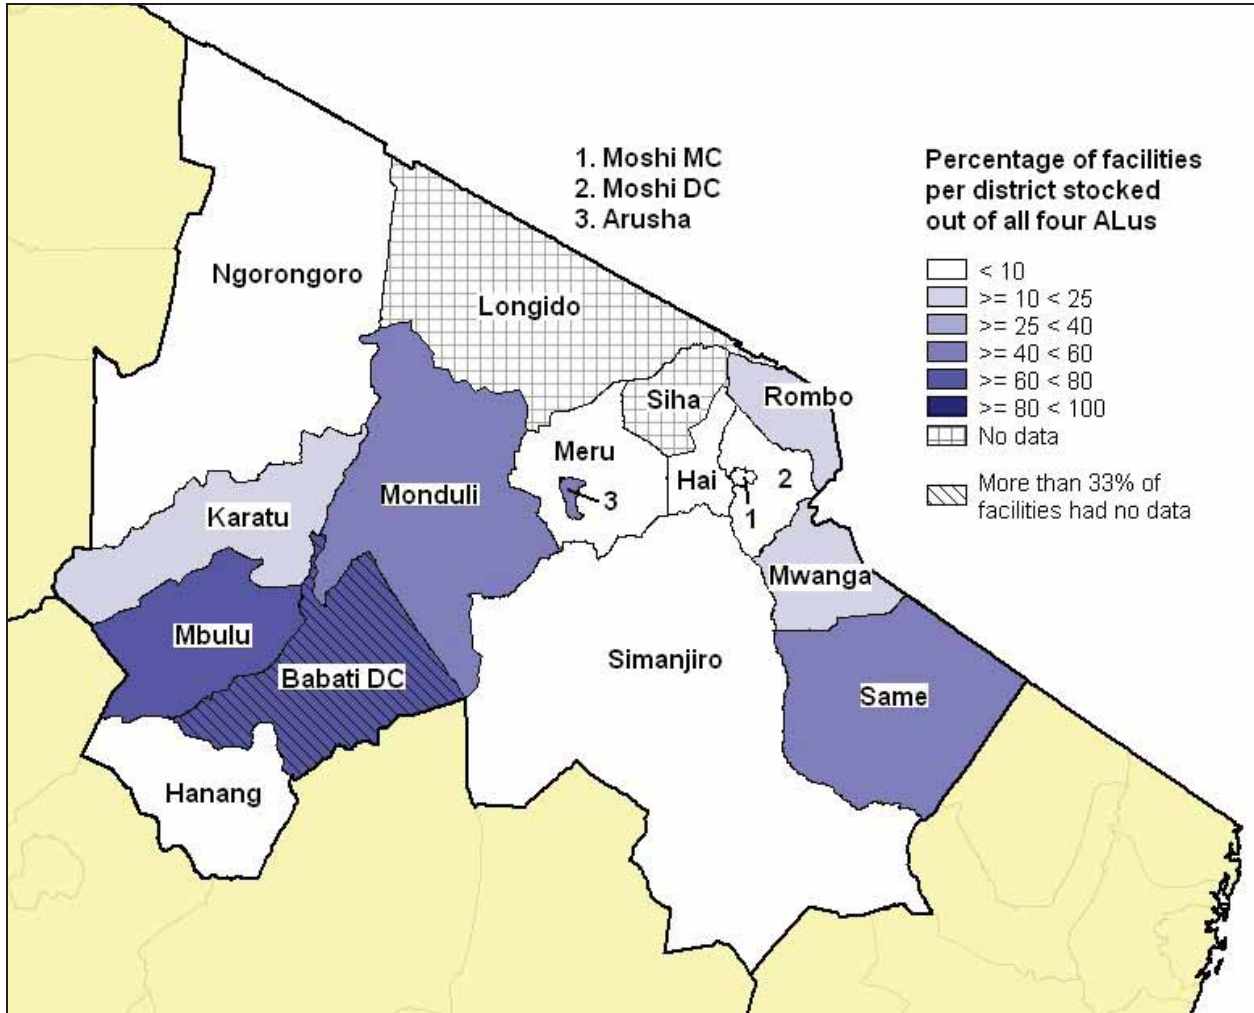 1. Moshi MC
2. Moshi DC
3. Arusha
Percentage of facilities
per district stocked
out of all four ALus
< 10
>= 10 < 25
>= 25 < 40
>= 40 < 60
>= 60 < 80
>= 80 < 100
No data
More than 33% of
facilities had no data
Ngorongoro
Longido
Siha
Rombo
Meru
Hai
2
Monduli
3
1
Karatu
Mwanga
Mbulu
Babati DC
Simanjiro
Same
Hanang